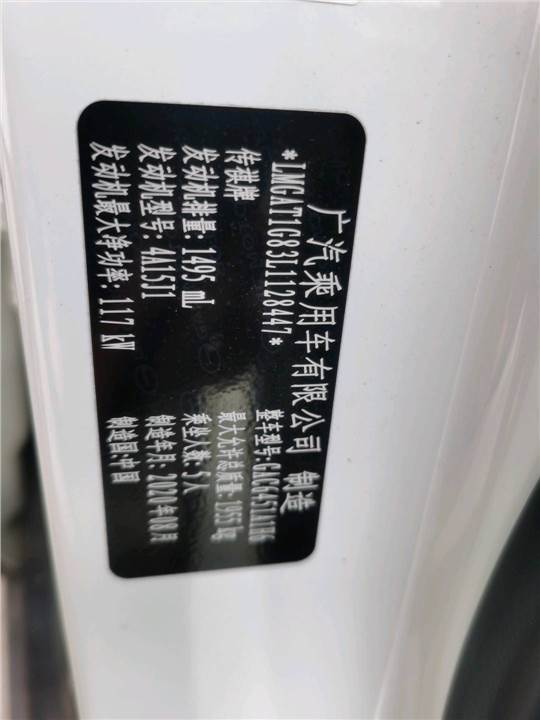 广汽乘用车有限公司 制造
*LMGAT1G83L1128447*
传祺牌 整车型号:GAC6451A1H6
发动机排量:1495 mL 最大允许总质量:1955 kg
发动机型号:4A15J1 乘坐人数:5人
发动机最大净功率:117 kW 制造年月:2020年08月
制造国:中国